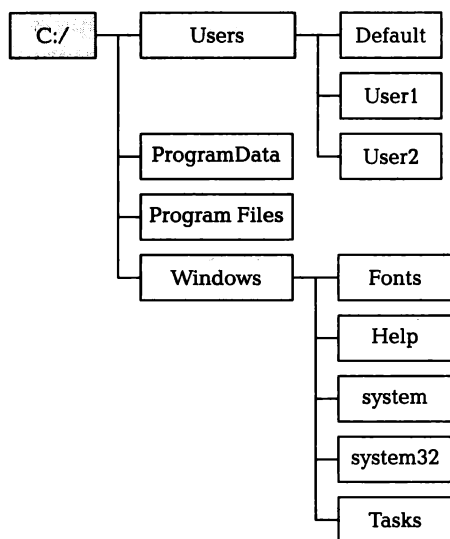 C:/
Users
Default
User1
User2
ProgramData
Program Files
Windows
Fonts
Help
system
system32
Tasks